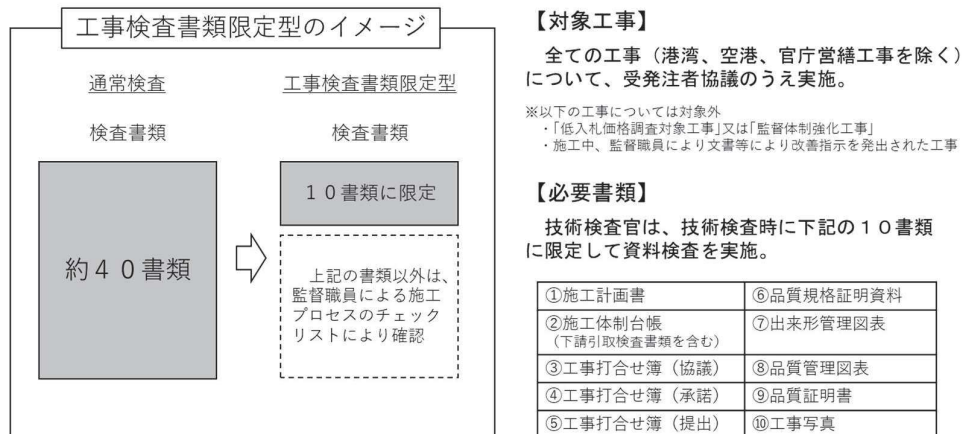 工事検査書類限定型のイメージ
通常検査
工事検査書類限定型
検査書類
検査書類
約４０書類
１０書類に限定
上記の書類以外は、
監督職員による施工
プロセスのチェック
リストにより確認
【対象工事】
全ての工事（港湾、空港、官庁営繕工事を除く）
について、受発注者協議のうえ実施。
※以下の工事については対象外
・「低入札価格調査対象工事」又は「監督体制強化工事」
・施工中、監督職員により文書等により改善指示を発出された工事
【必要書類】
技術検査官は、技術検査時に下記の１０書類
に限定して資料検査を実施。
①施工計画書
⑥品質規格証明資料
②施工体制台帳
（下請引取検査書類を含む）
⑦出来形管理図表
③工事打合せ簿（協議）
⑧品質管理図表
④工事打合せ簿（承諾）
⑨品質証明書
⑤工事打合せ簿（提出）
⑩工事写真